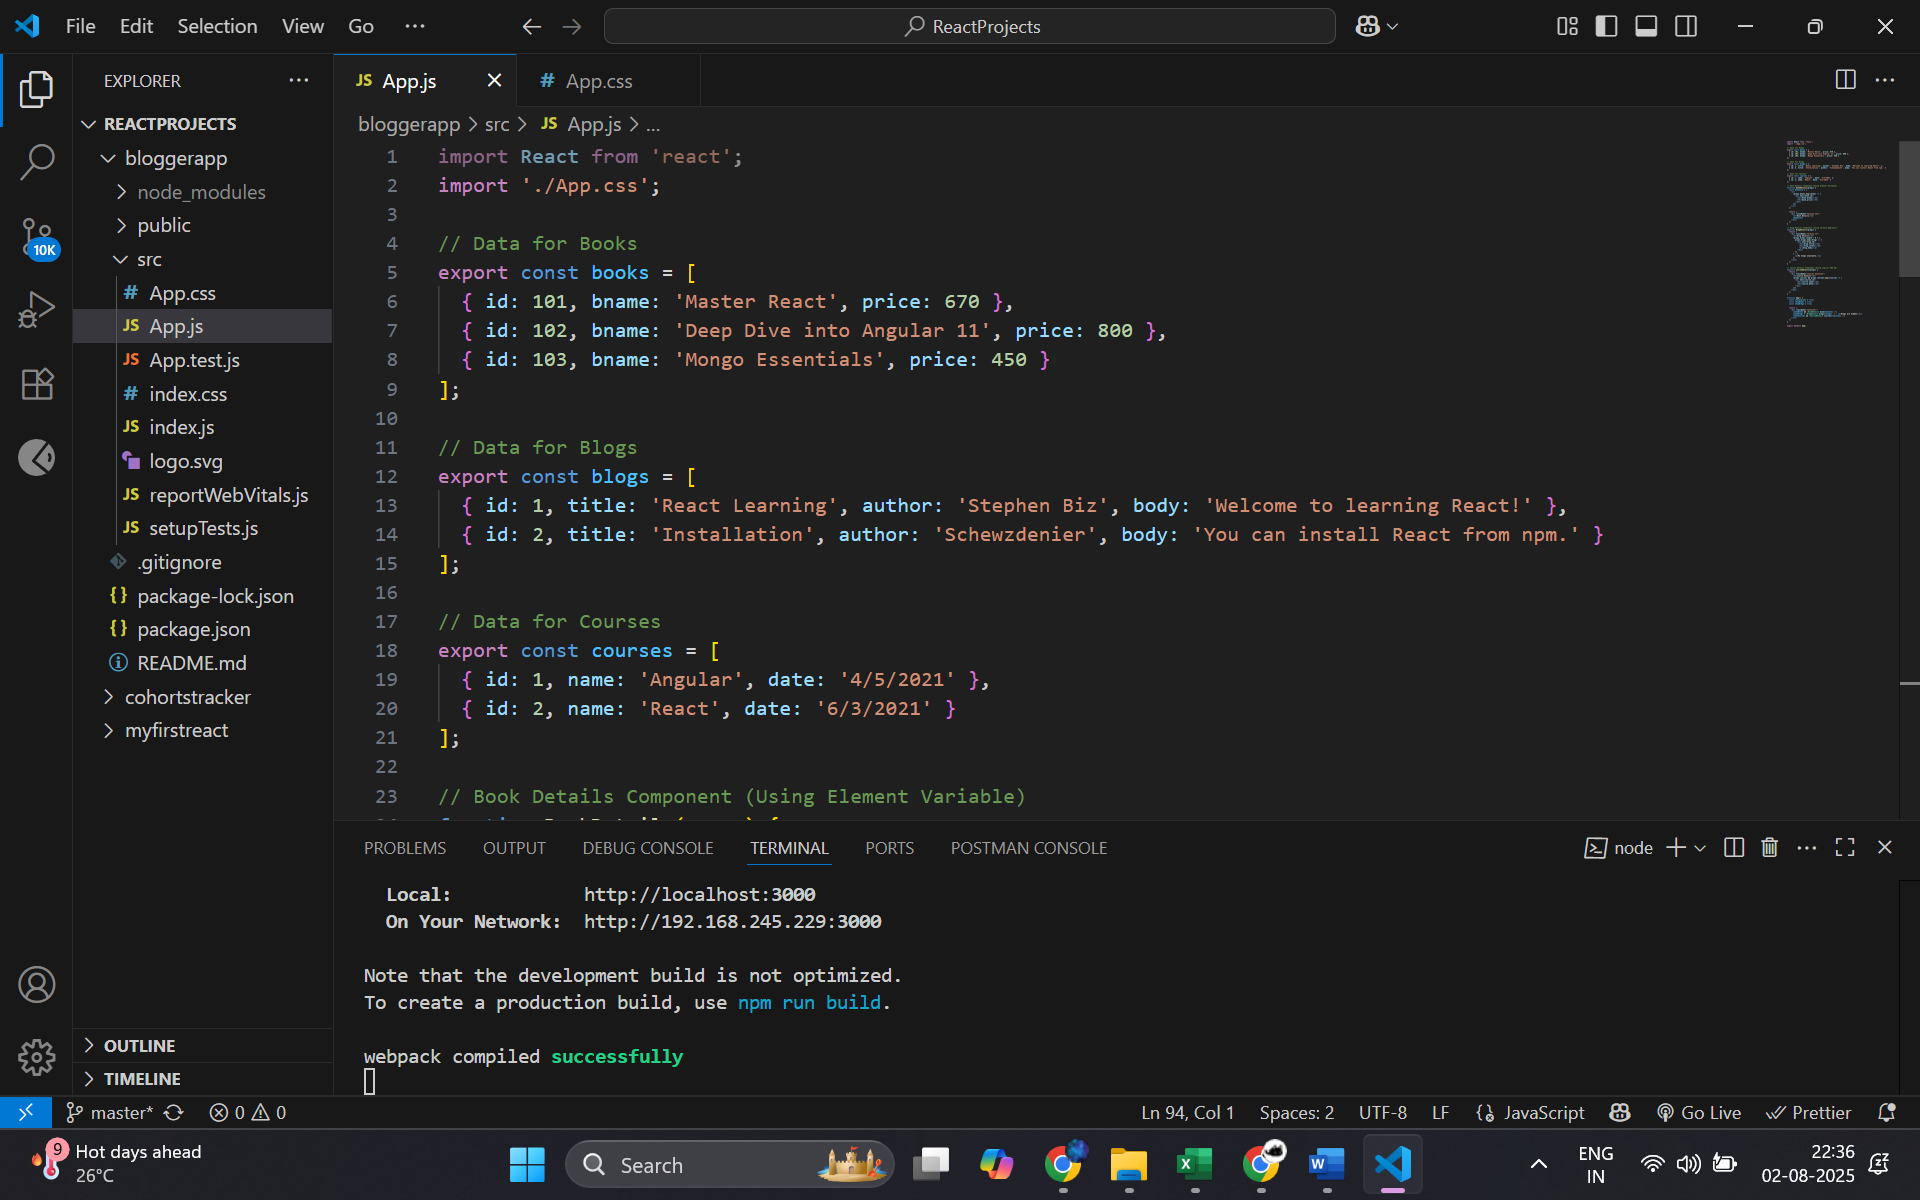 File Edit Selection View Go ...
ReactProjects
EXPLORER
REACTPROJECTS
bloggerapp
node_modules
public
src
# App.css
JS App.js
JS App.test.js
# index.css
JS index.js
logo.svg
JS reportWebVitals.js
JS setupTests.js
.gitignore
{} package-lock.json
{} package.json
README.md
cohortstracker
myfirstreact
OUTLINE
TIMELINE
10K
JS App.js
# App.css
bloggerapp > src > JS App.js > ...
1 import React from 'react';
2 import './App.css';
3
4 // Data for Books
5 export const books = [
6 { id: 101, bname: 'Master React', price: 670 },
7 { id: 102, bname: 'Deep Dive into Angular 11', price: 800 },
8 { id: 103, bname: 'Mongo Essentials', price: 450 }
9 ];
10
11 // Data for Blogs
12 export const blogs = [
13 { id: 1, title: 'React Learning', author: 'Stephen Biz', body: 'Welcome to learning React!' },
14 { id: 2, title: 'Installation', author: 'Schewzdenier', body: 'You can install React from npm.' }
15 ];
16
17 // Data for Courses
18 export const courses = [
19 { id: 1, name: 'Angular', date: '4/5/2021' },
20 { id: 2, name: 'React', date: '6/3/2021' }
21 ];
22
23 // Book Details Component (Using Element Variable)
PROBLEMS OUTPUT DEBUG CONSOLE TERMINAL PORTS POSTMAN CONSOLE
node
Local: http://localhost:3000
On Your Network: http://192.168.245.229:3000
Note that the development build is not optimized.
To create a production build, use npm run build.
webpack compiled successfully
master* 0 0
Ln 94, Col 1 Spaces: 2 UTF-8 LF JavaScript Go Live Prettier
9
Hot days ahead
26°C
Search
ENG
IN
22:36
02-08-2025